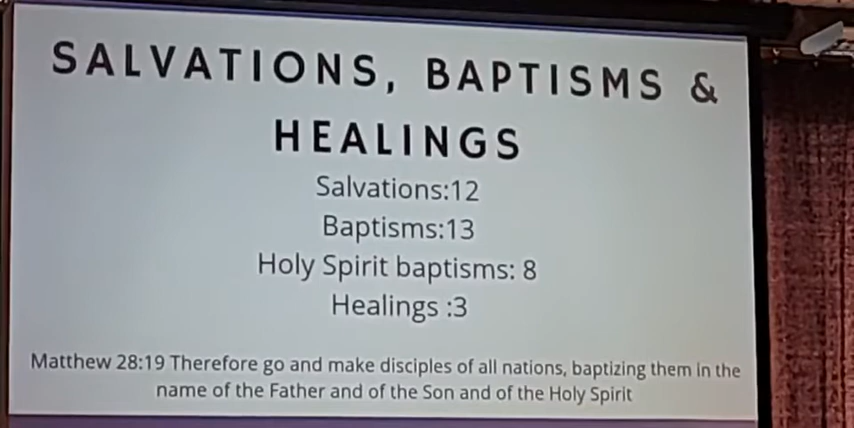 SALVATIONS, BAPTISMS &
HEALINGS
Salvations:12
Baptisms:13
Holy Spirit baptisms: 8
Healings :3
Matthew 28:19 Therefore go and make disciples of all nations, baptizing them in the
name of the Father and of the Son and of the Holy Spirit